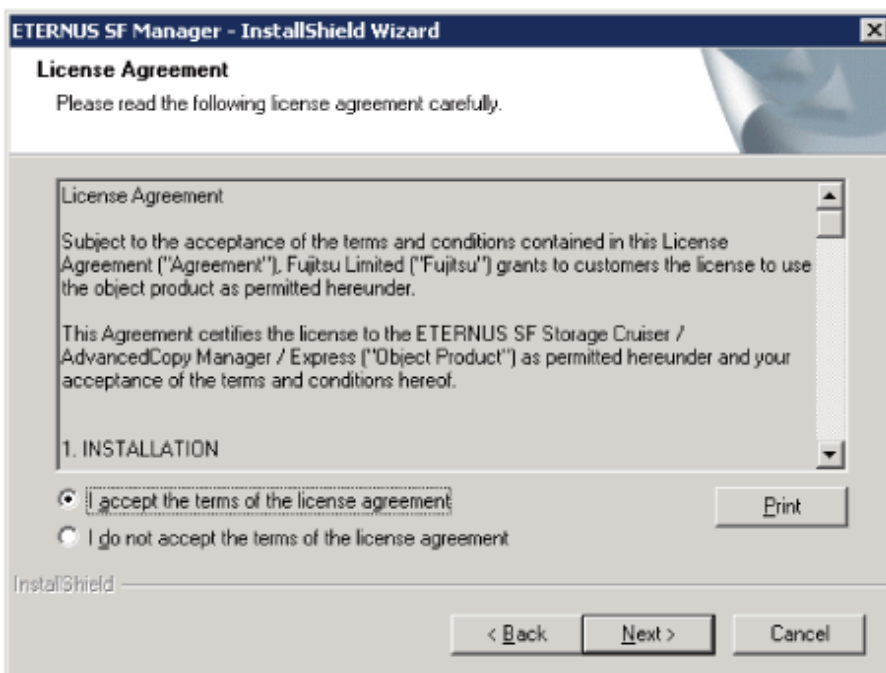 ETERNUS SF Manager - InstallShield Wizard
License Agreement
Please read the following license agreement carefully.
License Agreement
Subject to the acceptance of the terms and conditions contained in this License
Agreement ("Agreement"), Fujitsu Limited ("Fujitsu") grants to customers the license to use
the object product as permitted hereunder.
This Agreement certifies the license to the ETERNUS SF Storage Cruiser /
AdvancedCopy Manager / Express ("Object Product") as permitted hereunder and your
acceptance of the terms and conditions hereof.
1. INSTALLATION
I accept the terms of the license agreement
Print
I do not accept the terms of the license agreement
InstallShield
< Back
Next >
Cancel